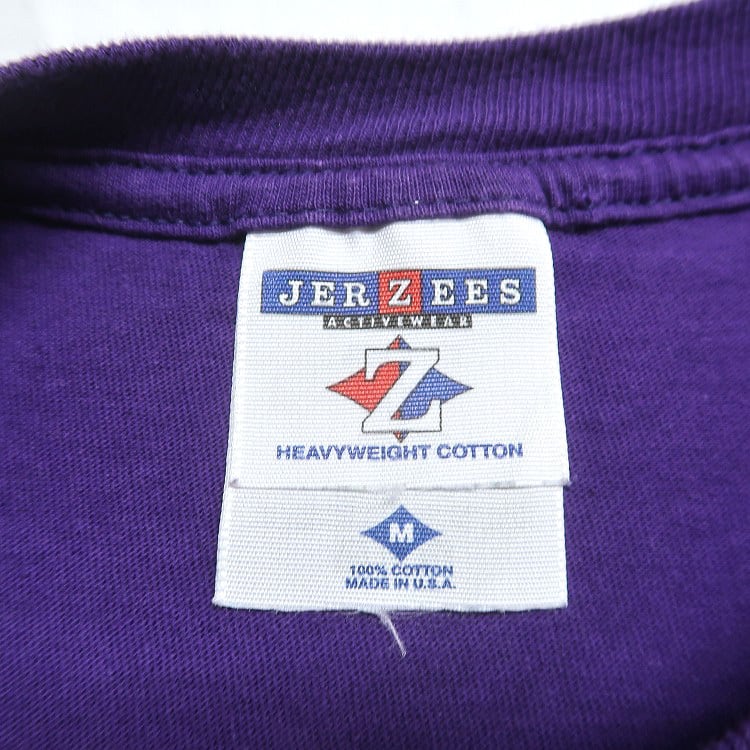 JERZEES
ACTIVEWEAR
Z
HEAVYWEIGHT COTTON
M
100% COTTON
MADE IN U.S.A.